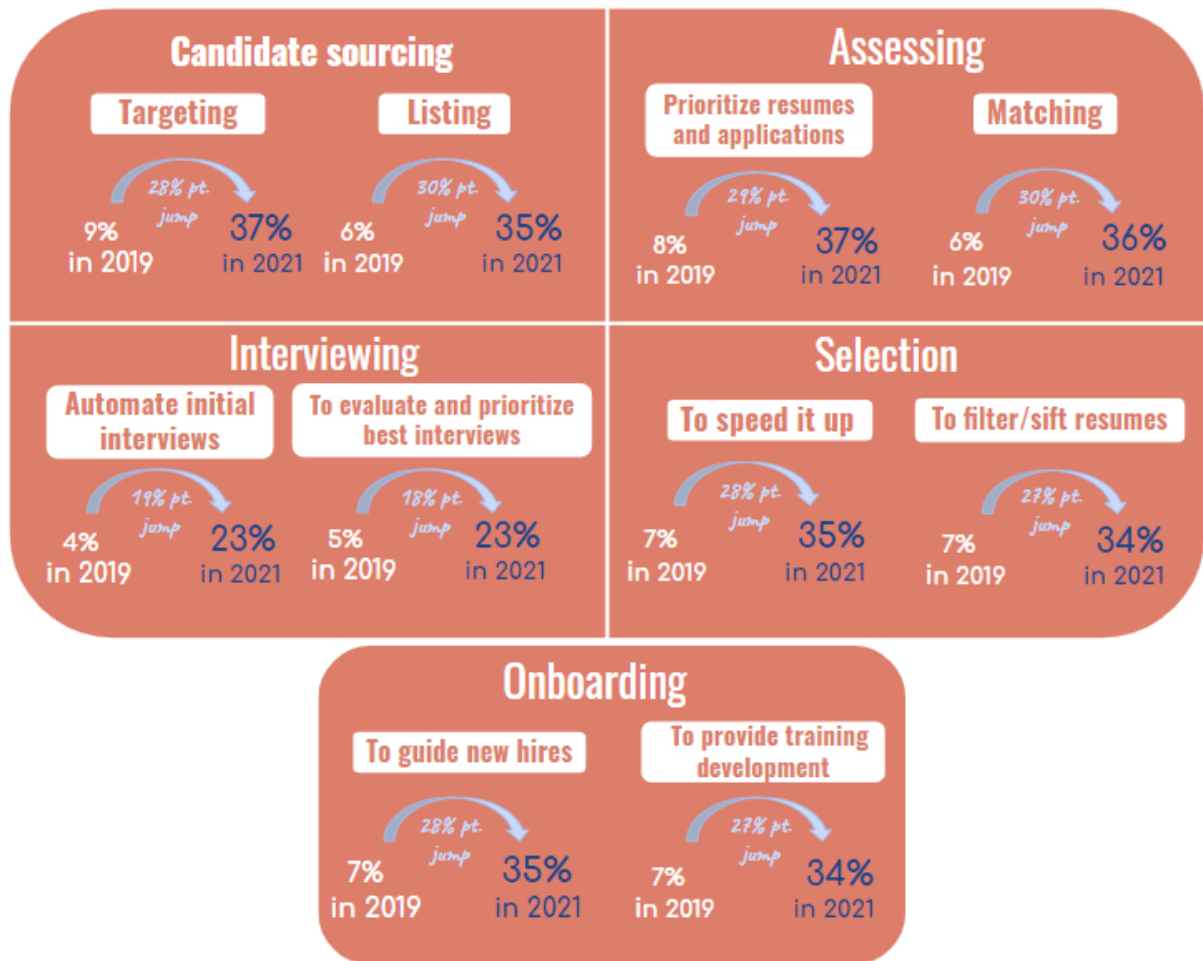 Candidate sourcing
Targeting
28% pt.
jump
9%
in 2019
37%
in 2021
Listing
30% pt.
jump
6%
in 2019
35%
in 2021
Assessing
Prioritize resumes
and applications
29% pt.
jump
8%
in 2019
37%
in 2021
Matching
30% pt.
jump
6%
in 2019
36%
in 2021
Interviewing
Automate initial
interviews
19% pt.
jump
4%
in 2019
23%
in 2021
To evaluate and prioritize
best interviews
18% pt.
jump
5%
in 2019
23%
in 2021
Selection
To speed it up
28% pt.
jump
7%
in 2019
35%
in 2021
To filter/sift resumes
27% pt.
jump
7%
in 2019
34%
in 2021
Onboarding
To guide new hires
28% pt.
jump
7%
in 2019
35%
in 2021
To provide training
development
27% pt.
jump
7%
in 2019
34%
in 2021